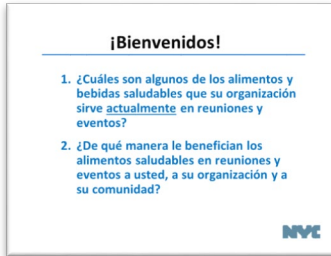 ¡Bienvenidos!
1. ¿Cuáles son algunos de los alimentos y
bebidas saludables que su organización
sirve actualmente en reuniones y
eventos?
2. ¿De qué manera le benefician los
alimentos saludables en reuniones y
eventos a usted, a su organización y a
su comunidad?
NYC